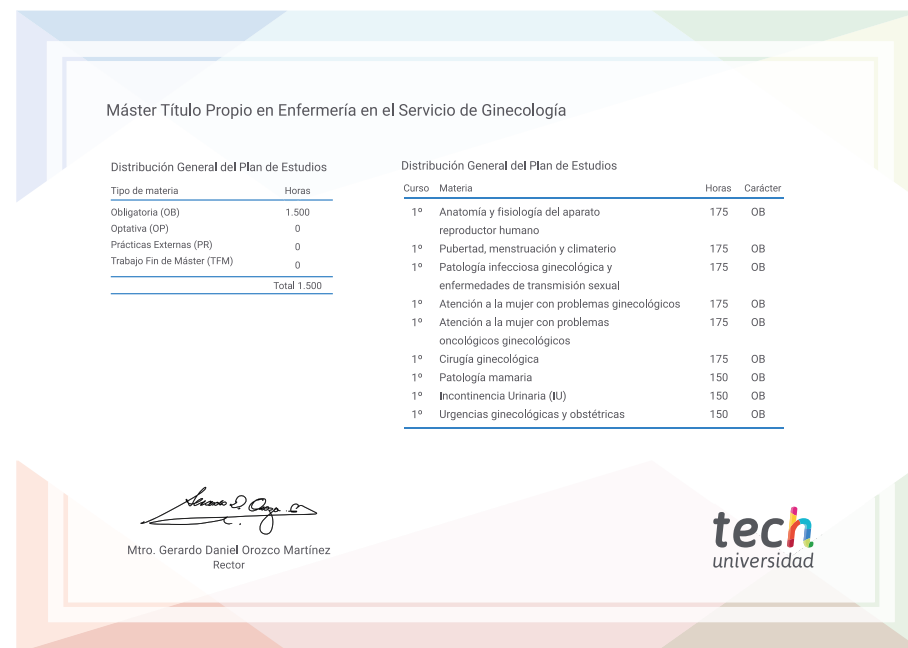 Máster Título Propio en Enfermería en el Servicio de Ginecología
Distribución General del Plan de Estudios
Tipo de materia Horas
Obligatoria (OB) 1.500
Optativa (OP) 0
Prácticas Externas (PR) 0
Trabajo Fin de Máster (TFM) 0
Total 1.500
Distribución General del Plan de Estudios
Curso Materia Horas Carácter
1º Anatomía y fisiología del aparato 175 OB
reproductor humano
1º Pubertad, menstruación y climaterio 175 OB
1º Patología infecciosa ginecológica y 175 OB
enfermedades de transmisión sexual
1º Atención a la mujer con problemas ginecológicos 175 OB
1º Atención a la mujer con problemas 175 OB
oncológicos ginecológicos
1º Cirugía ginecológica 175 OB
1º Patología mamaria 150 OB
1º Incontinencia Urinaria (IU) 150 OB
1º Urgencias ginecológicas y obstétricas 150 OB
Mtro. Gerardo Daniel Orozco Martínez
Rector
tech
universidad